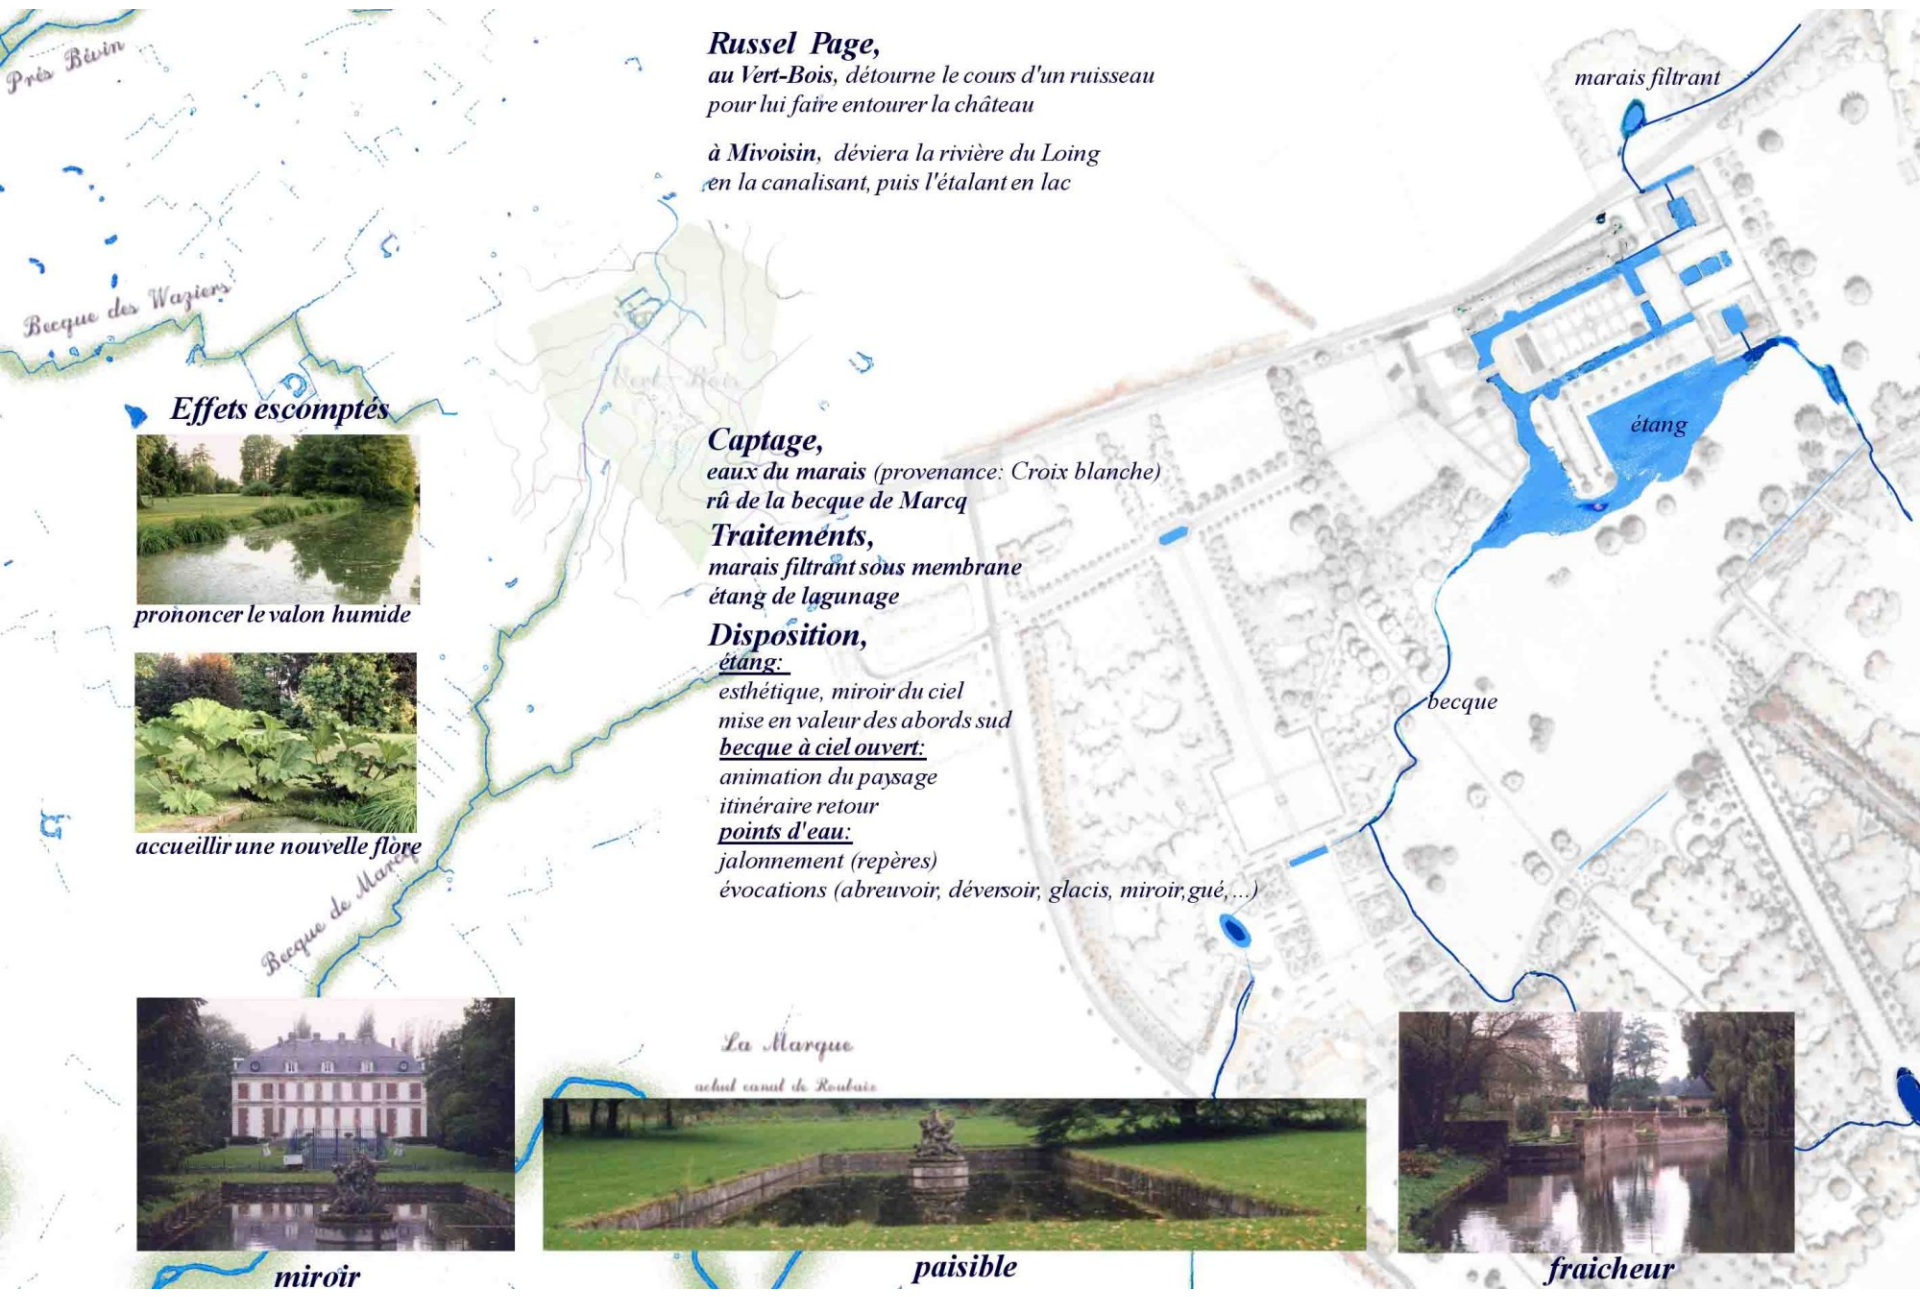 Prés Bévin
Russel Page,
au Vert-Bois, détourne le cours d'un ruisseau
pour lui faire entourer la château
à Mivoisin, déviera la rivière du Loing
en la canalisant, puis l'étalant en lac
marais filtrant
Becque des Waziers
Vert-Bois
Effets escomptés
prononcer le valon humide
accueillir une nouvelle flore
Captage,
eaux du marais (provenance: Croix blanche)
rû de la becque de Marcq
Traitements,
marais filtrant sous membrane
étang de lagunage
Disposition,
étang:
esthétique, miroir du ciel
mise en valeur des abords sud
becque à ciel ouvert:
animation du paysage
itinéraire retour
points d'eau:
jalonnement (repères)
évocations (abreuvoir, déversoir, glacis, miroir,gué,...)
étang
becque
Becque de Marcq
La Marque
actuel canal de Roubaix
miroir
paisible
fraicheur